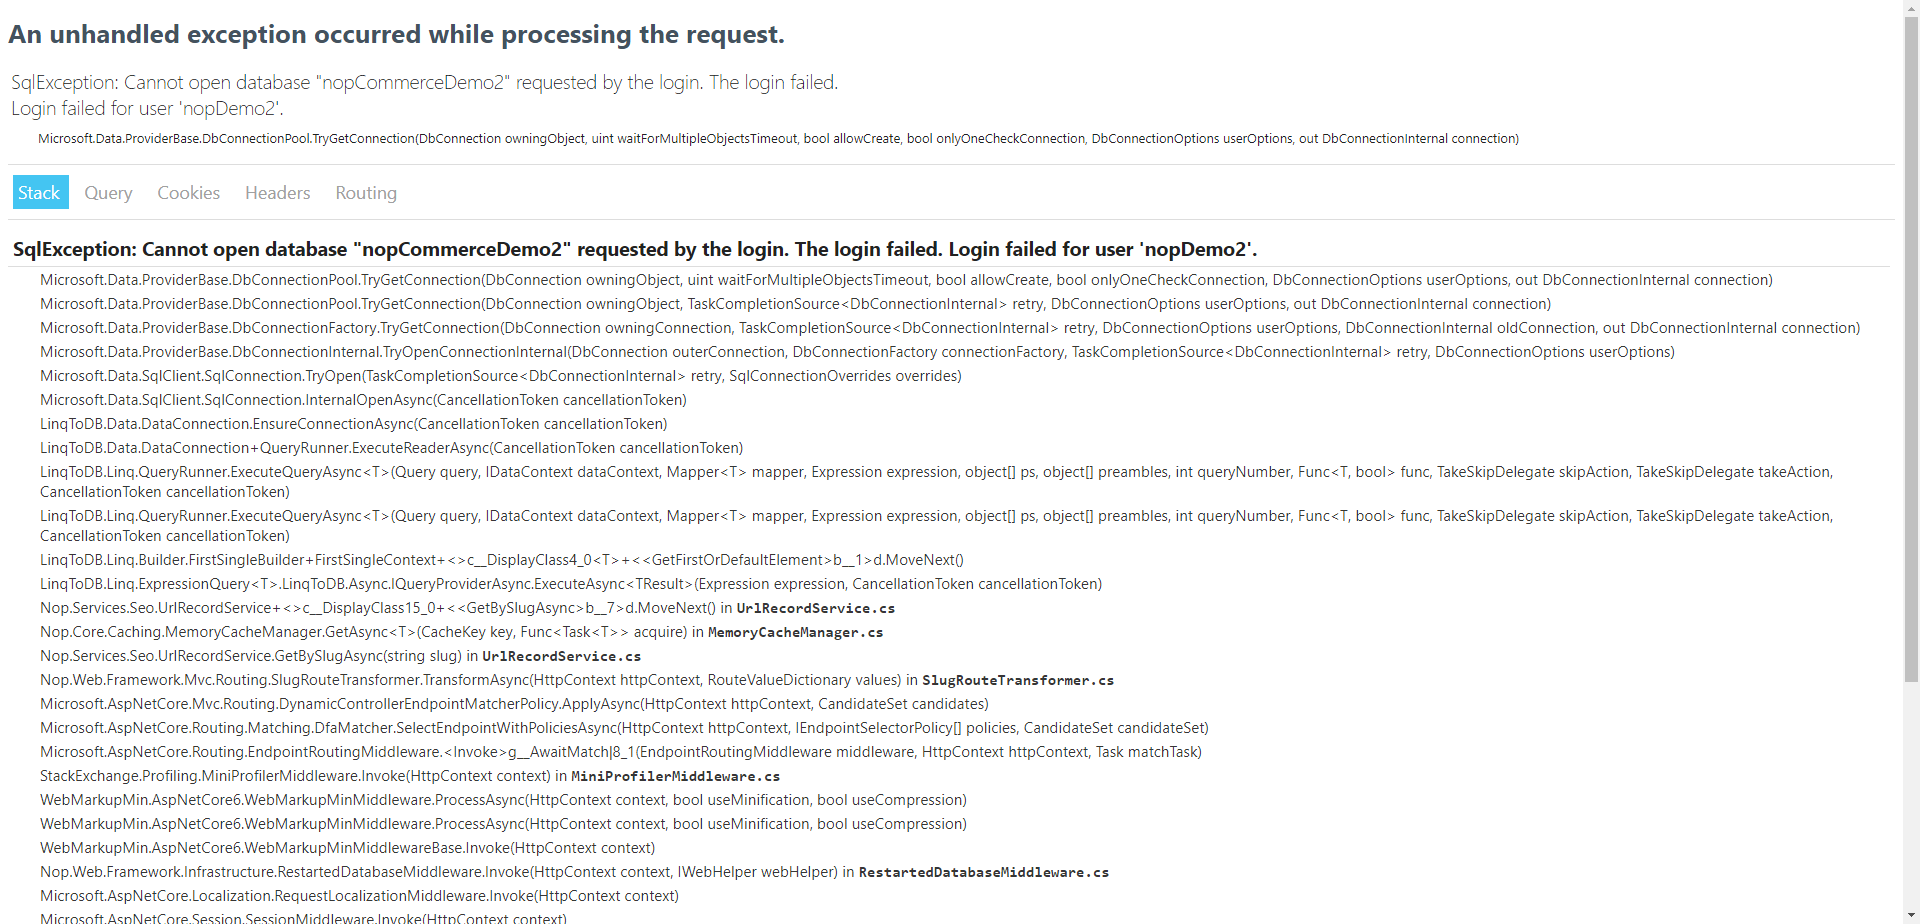 An unhandled exception occurred while processing the request.
SqlException: Cannot open database "nopCommerceDemo2" requested by the login. The login failed.
Login failed for user 'nopDemo2'.
Microsoft.Data.ProviderBase.DbConnectionPool.TryGetConnection(DbConnection owningObject, uint waitForMultipleObjectsTimeout, bool allowCreate, bool onlyOneCheckConnection, DbConnectionOptions userOptions, out DbConnectionInternal connection)
Stack Query Cookies Headers Routing
SqlException: Cannot open database "nopCommerceDemo2" requested by the login. The login failed. Login failed for user 'nopDemo2'.
Microsoft.Data.ProviderBase.DbConnectionPool.TryGetConnection(DbConnection owningObject, uint waitForMultipleObjectsTimeout, bool allowCreate, bool onlyOneCheckConnection, DbConnectionOptions userOptions, out DbConnectionInternal connection)
Microsoft.Data.ProviderBase.DbConnectionPool.TryGetConnection(DbConnection owningObject, TaskCompletionSource<DbConnectionInternal> retry, DbConnectionOptions userOptions, out DbConnectionInternal connection)
Microsoft.Data.ProviderBase.DbConnectionFactory.TryGetConnection(DbConnection owningConnection, TaskCompletionSource<DbConnectionInternal> retry, DbConnectionOptions userOptions, DbConnectionInternal oldConnection, out DbConnectionInternal connection)
Microsoft.Data.ProviderBase.DbConnectionInternal.TryOpenConnectionInternal(DbConnection outerConnection, DbConnectionFactory connectionFactory, TaskCompletionSource<DbConnectionInternal> retry, DbConnectionOptions userOptions)
Microsoft.Data.SqlClient.SqlConnection.TryOpen(TaskCompletionSource<DbConnectionInternal> retry, SqlConnectionOverrides overrides)
Microsoft.Data.SqlClient.SqlConnection.InternalOpenAsync(CancellationToken cancellationToken)
LinqToDB.Data.DataConnection.EnsureConnectionAsync(CancellationToken cancellationToken)
LinqToDB.Data.DataConnection+QueryRunner.ExecuteReaderAsync(CancellationToken cancellationToken)
LinqToDB.Linq.QueryRunner.ExecuteQueryAsync<T>(Query query, IDataContext dataContext, Mapper<T> mapper, Expression expression, object[] ps, object[] preambles, int queryNumber, Func<T, bool> func, TakeSkipDelegate skipAction, TakeSkipDelegate takeAction,
CancellationToken cancellationToken)
LinqToDB.Linq.QueryRunner.ExecuteQueryAsync<T>(Query query, IDataContext dataContext, Mapper<T> mapper, Expression expression, object[] ps, object[] preambles, int queryNumber, Func<T, bool> func, TakeSkipDelegate skipAction, TakeSkipDelegate takeAction,
CancellationToken cancellationToken)
LinqToDB.Linq.Builder.FirstSingleBuilder+FirstSingleContext+<>c__DisplayClass4_0<T>+<<GetFirstOrDefaultElement>b__1>d.MoveNext()
LinqToDB.Linq.ExpressionQuery<T>.LinqToDB.Async.IQueryProviderAsync.ExecuteAsync<TResult>(Expression expression, CancellationToken cancellationToken)
Nop.Services.Seo.UrlRecordService+<>c__DisplayClass15_0+<<GetBySlugAsync>b__7>d.MoveNext() in UrlRecordService.cs
Nop.Core.Caching.MemoryCacheManager.GetAsync<T>(CacheKey key, Func<Task<T>> acquire) in MemoryCacheManager.cs
Nop.Services.Seo.UrlRecordService.GetBySlugAsync(string slug) in UrlRecordService.cs
Nop.Web.Framework.Mvc.Routing.SlugRouteTransformer.TransformAsync(HttpContext httpContext, RouteValueDictionary values) in SlugRouteTransformer.cs
Microsoft.AspNetCore.Mvc.Routing.DynamicControllerEndpointMatcherPolicy.ApplyAsync(HttpContext httpContext, CandidateSet candidates)
Microsoft.AspNetCore.Routing.Matching.DfaMatcher.SelectEndpointWithPoliciesAsync(HttpContext httpContext, IEndpointSelectorPolicy[] policies, CandidateSet candidateSet)
Microsoft.AspNetCore.Routing.EndpointRoutingMiddleware.<Invoke>g__AwaitMatch|8_1(EndpointRoutingMiddleware middleware, HttpContext httpContext, Task matchTask)
StackExchange.Profiling.MiniProfilerMiddleware.Invoke(HttpContext context) in MiniProfilerMiddleware.cs
WebMarkupMin.AspNetCore6.WebMarkupMinMiddleware.ProcessAsync(HttpContext context, bool useMinification, bool useCompression)
WebMarkupMin.AspNetCore6.WebMarkupMinMiddleware.ProcessAsync(HttpContext context, bool useMinification, bool useCompression)
WebMarkupMin.AspNetCore6.WebMarkupMinMiddlewareBase.Invoke(HttpContext context)
Nop.Web.Framework.Infrastructure.RestartedDatabaseMiddleware.Invoke(HttpContext context, IWebHelper webHelper) in RestartedDatabaseMiddleware.cs
Microsoft.AspNetCore.Localization.RequestLocalizationMiddleware.Invoke(HttpContext context)
Microsoft.AspNetCore.Session.SessionMiddleware.Invoke(HttpContext context)